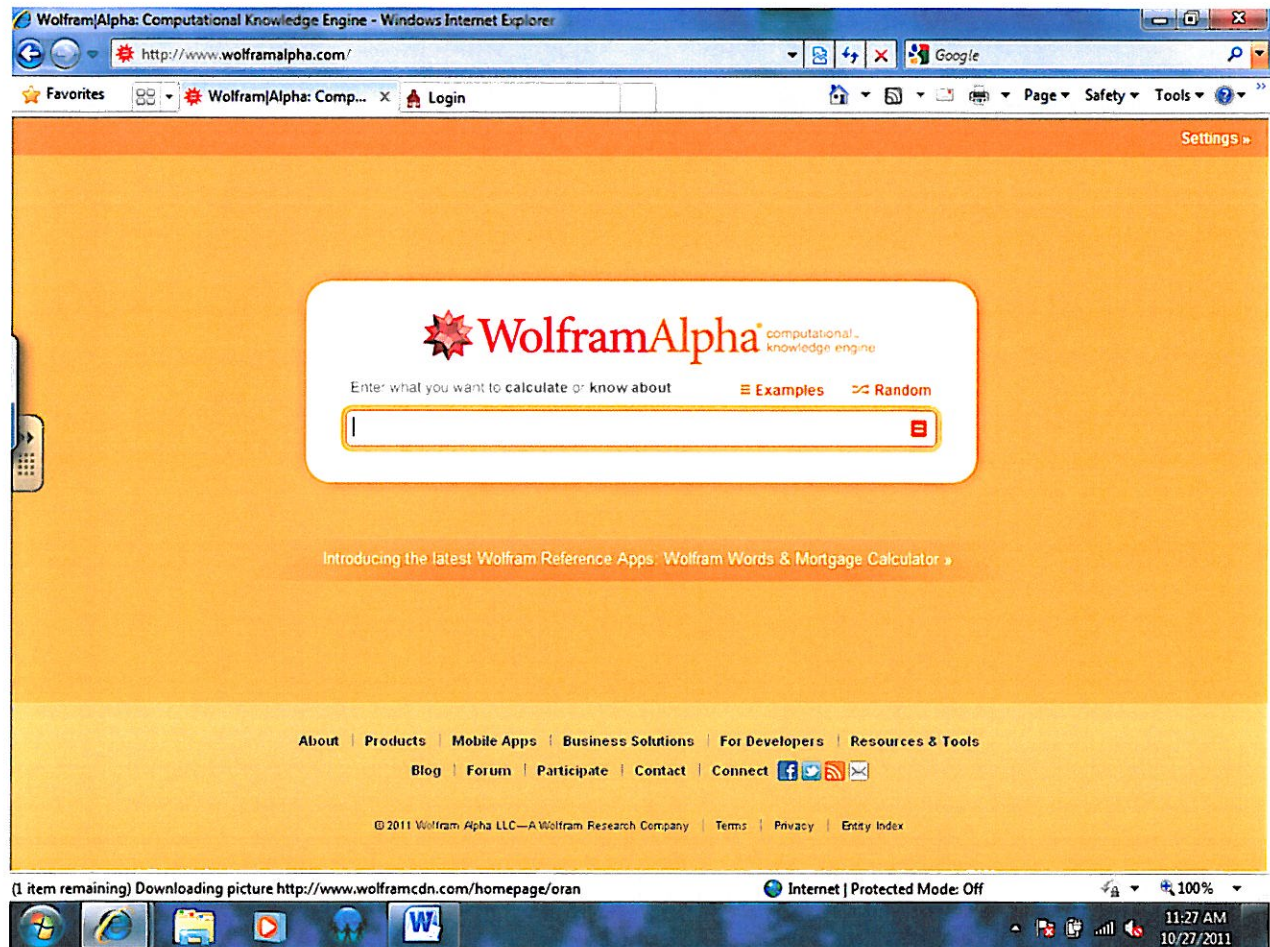 Wolfram|Alpha: Computational Knowledge Engine - Windows Internet Explorer
http://www.wolframalpha.com/ Google
Favorites Wolfram|Alpha: Comp... X Login Page Safety Tools »
Settings »
WolframAlpha computational knowledge engine
Enter what you want to calculate or know about Examples Random
Introducing the latest Wolfram Reference Apps: Wolfram Words & Mortgage Calculator »
About | Products | Mobile Apps | Business Solutions | For Developers | Resources & Tools
Blog | Forum | Participate | Contact | Connect
© 2011 Wolfram Alpha LLC—A Wolfram Research Company | Terms | Privacy | Entity Index
(1 item remaining) Downloading picture http://www.wolframcdn.com/homepage/oran Internet | Protected Mode: Off 100%
W 11:27 AM
10/27/2011